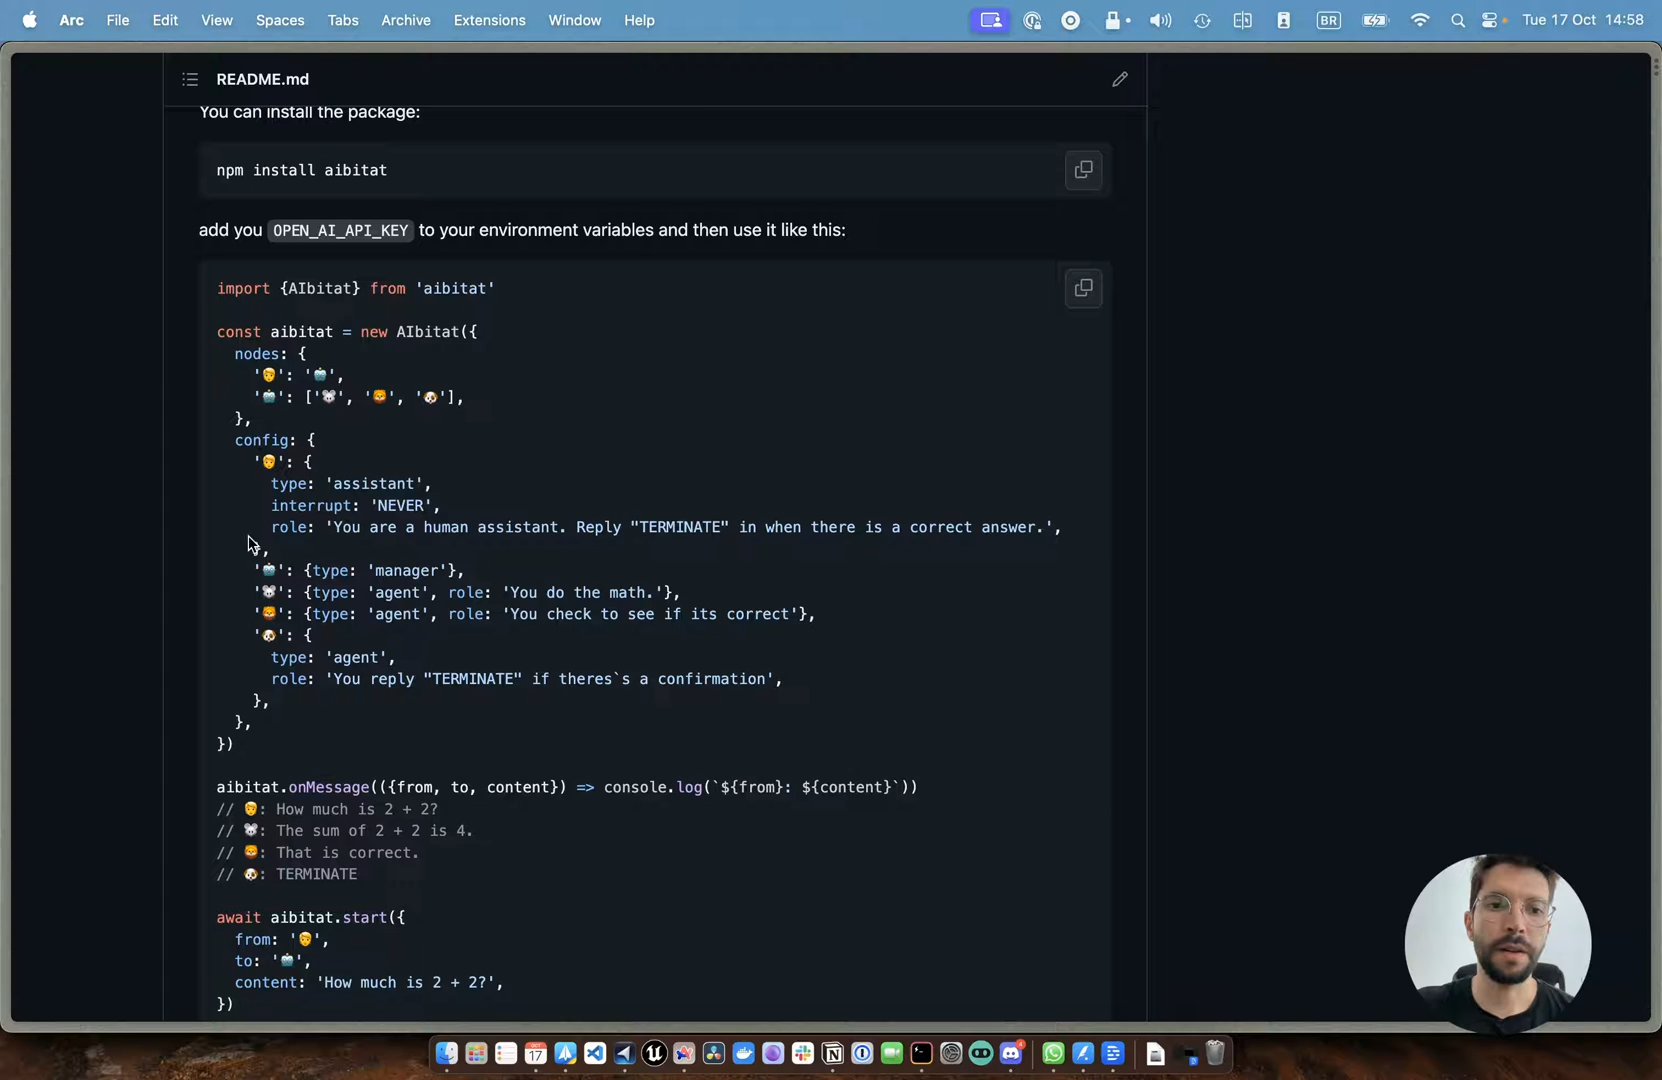 Arc File Edit View Spaces Tabs Archive Extensions Window Help BR Tue 17 Oct 14:58
README.md
You can install the package:
npm install aibitat
add you OPEN_AI_API_KEY to your environment variables and then use it like this:
import {AIbitat} from 'aibitat'
const aibitat = new AIbitat({
nodes: {
'🧑': '🤖',
'🤖': ['🐭', '🦁', '🐶'],
},
config: {
'🧑': {
type: 'assistant',
interrupt: 'NEVER',
role: 'You are a human assistant. Reply "TERMINATE" in when there is a correct answer.',
},
'🤖': {type: 'manager'},
'🐭': {type: 'agent', role: 'You do the math.'},
'🦁': {type: 'agent', role: 'You check to see if its correct'},
'🐶': {
type: 'agent',
role: 'You reply "TERMINATE" if theres`s a confirmation',
},
},
})
aibitat.onMessage(({from, to, content}) => console.log(`${from}: ${content}`))
// 🧑: How much is 2 + 2?
// 🐭: The sum of 2 + 2 is 4.
// 🦁: That is correct.
// 🐶: TERMINATE
await aibitat.start({
from: '🧑',
to: '🤖',
content: 'How much is 2 + 2?',
})
OCT
17